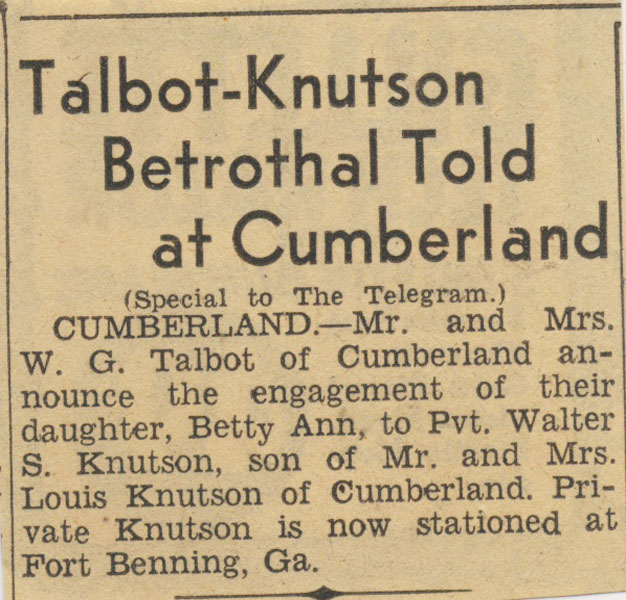 Talbot-Knutson
Betrothal Told
at Cumberland
(Special to The Telegram.)
CUMBERLAND.—Mr. and Mrs.
W. G. Talbot of Cumberland an-
nounce the engagement of their
daughter, Betty Ann, to Pvt. Walter
S. Knutson, son of Mr. and Mrs.
Louis Knutson of Cumberland. Pri-
vate Knutson is now stationed at
Fort Benning, Ga.